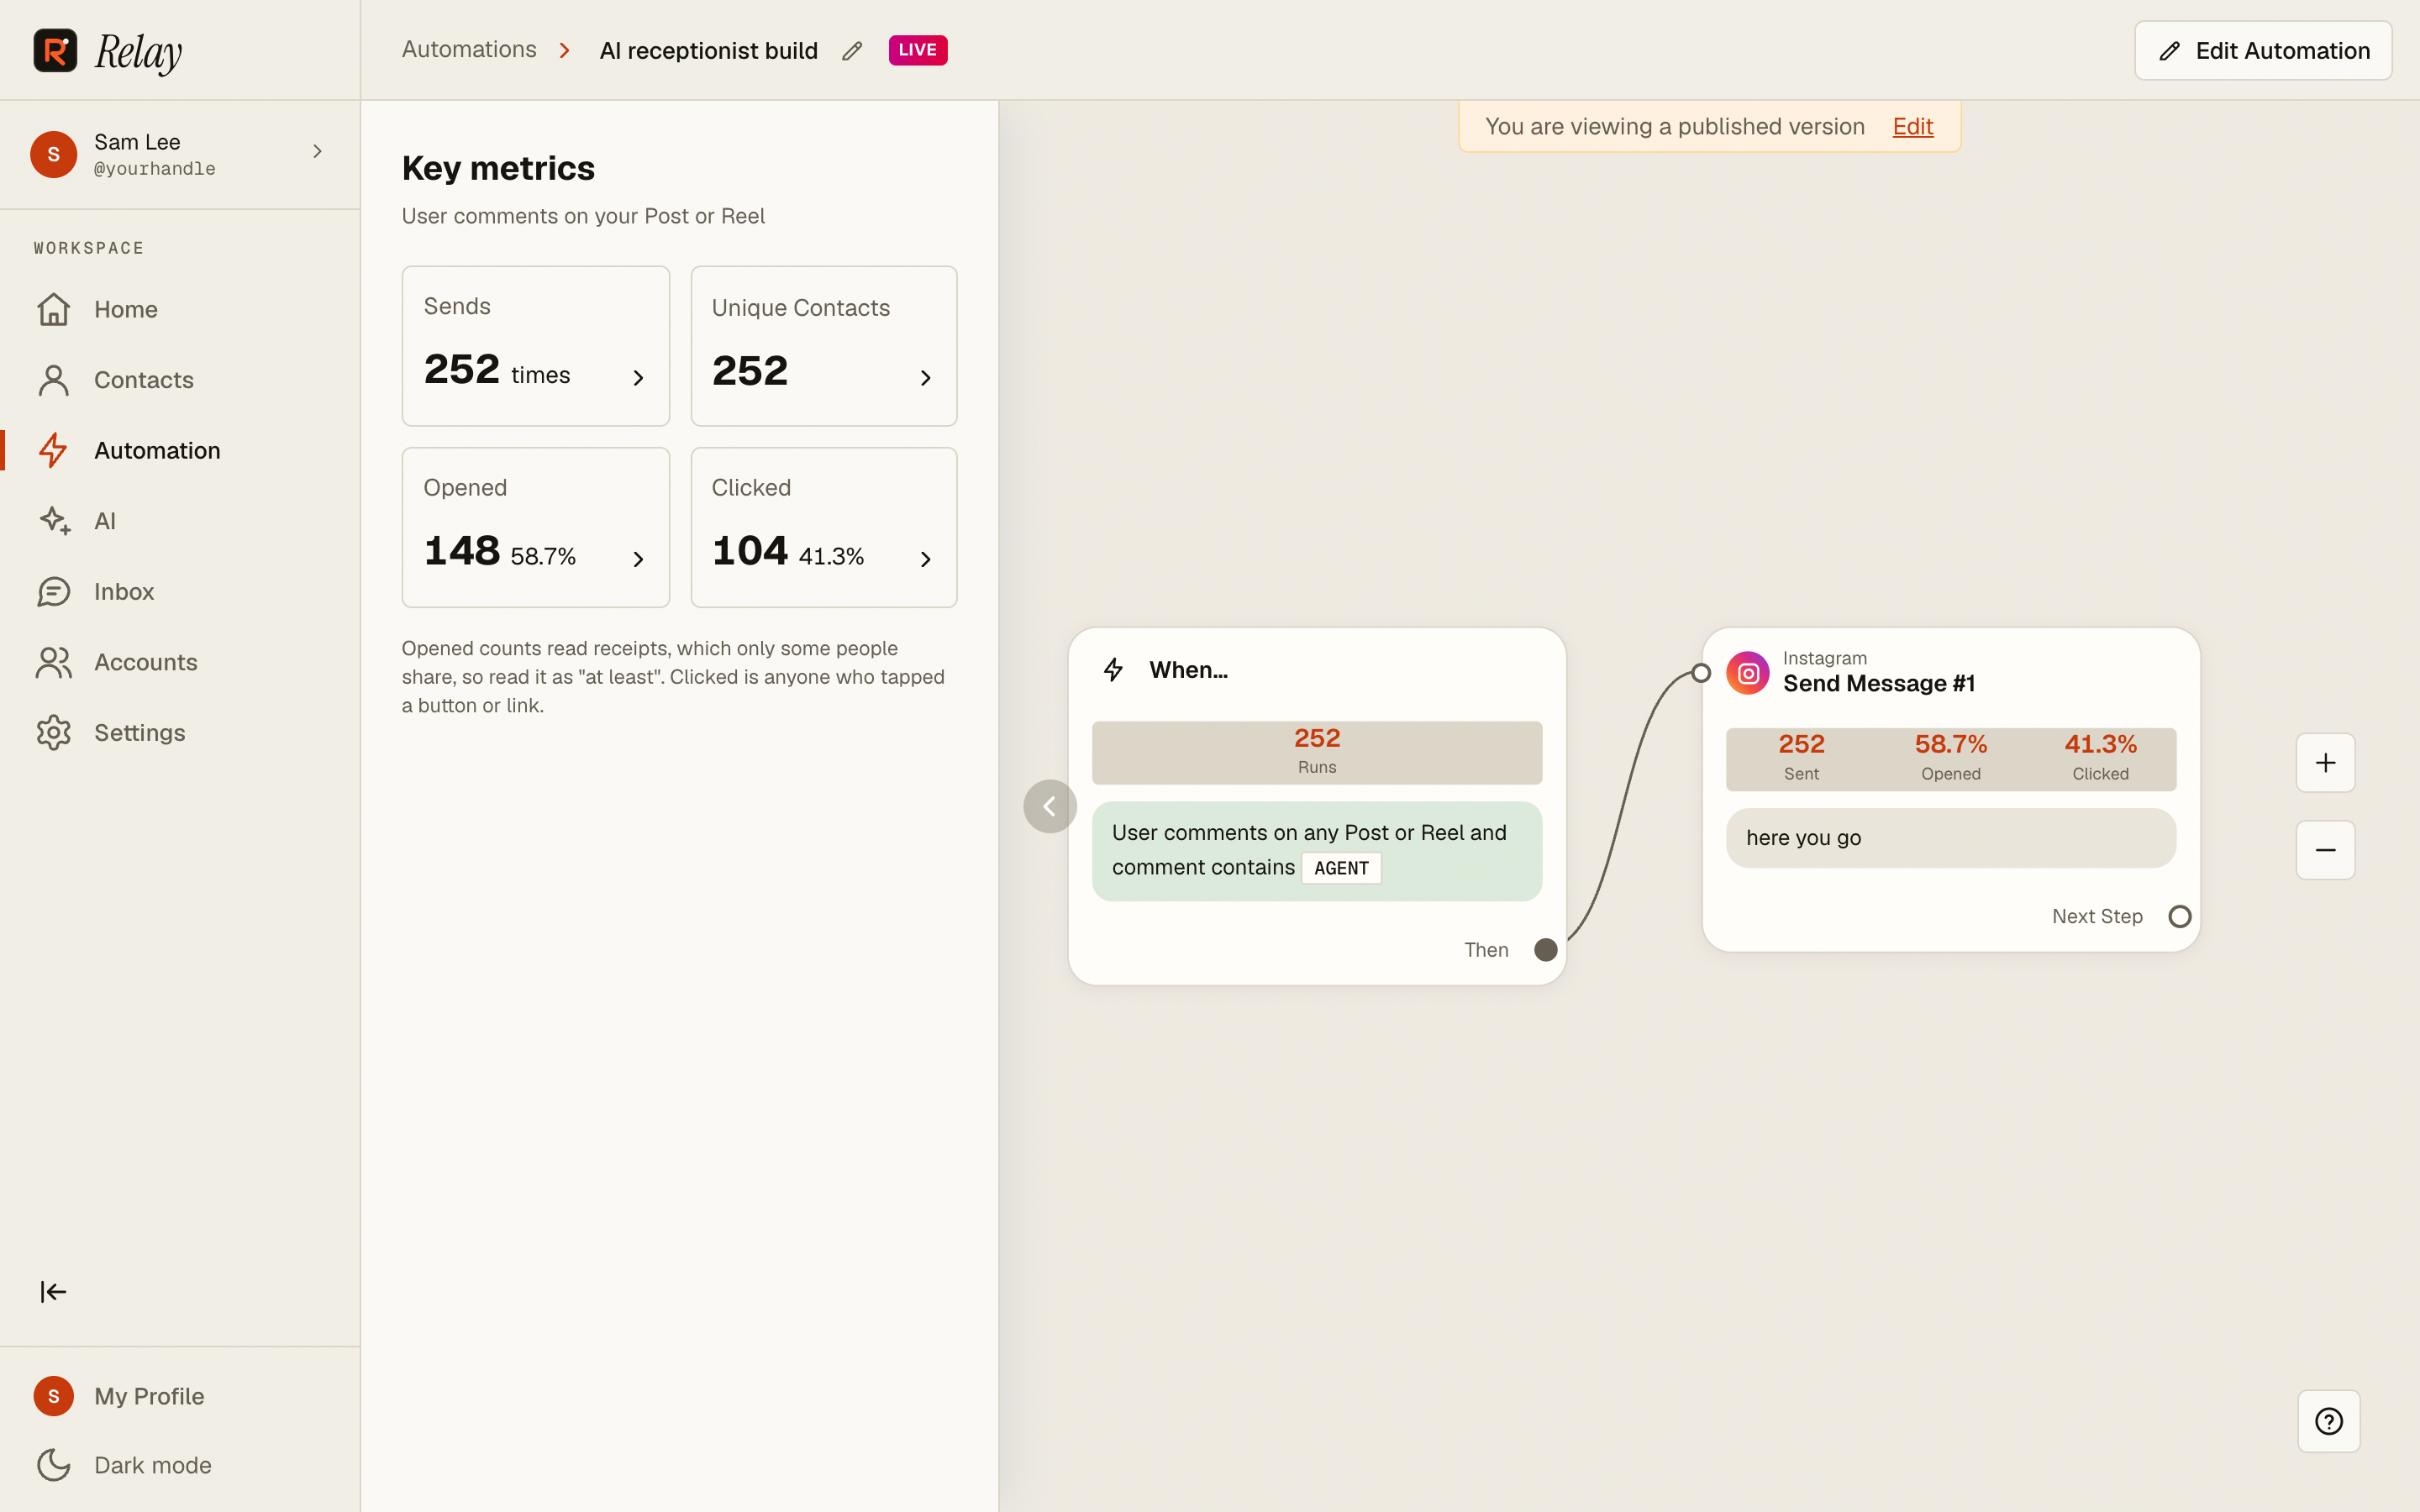 Relay
Automations
AI receptionist build
LIVE
Edit Automation
S
Sam Lee
@yourhandle
WORKSPACE
Home
Contacts
Automation
AI
Inbox
Accounts
Settings
S
My Profile
Dark mode
Key metrics
User comments on your Post or Reel
Sends
252 times
Unique Contacts
252
Opened
148 58.7%
Clicked
104 41.3%
Opened counts read receipts, which only some people
share, so read it as "at least". Clicked is anyone who tapped
a button or link.
You are viewing a published version Edit
When...
252
Runs
User comments on any Post or Reel and
comment contains AGENT
Then
Instagram
Send Message #1
252 58.7% 41.3%
Sent Opened Clicked
here you go
Next Step